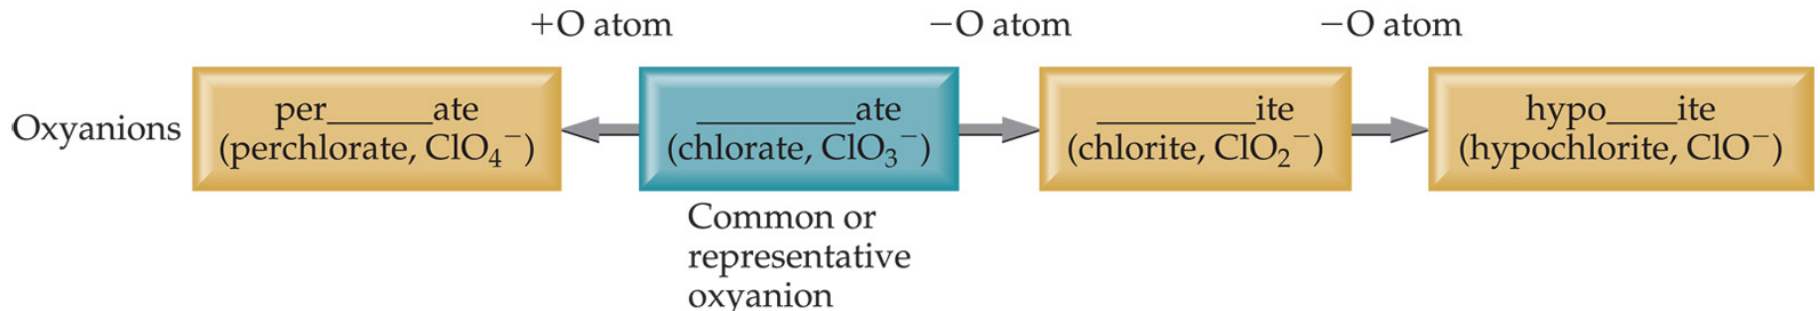 +O atom −O atom −O atom
Oxyanions
per______ate
(perchlorate, ClO₄⁻)
_________ate
(chlorate, ClO₃⁻)
_________ite
(chlorite, ClO₂⁻)
hypo____ite
(hypochlorite, ClO⁻)
Common or
representative
oxyanion